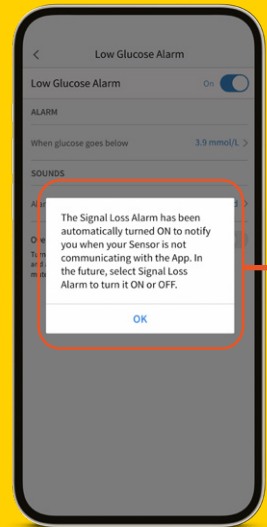 Low Glucose Alarm
Low Glucose Alarm On
ALARM
When glucose goes below 3.9 mmol/L
SOUNDS
The Signal Loss Alarm has been
automatically turned ON to notify
you when your Sensor is not
communicating with the App. In
the future, select Signal Loss
Alarm to turn it ON or OFF.
OK